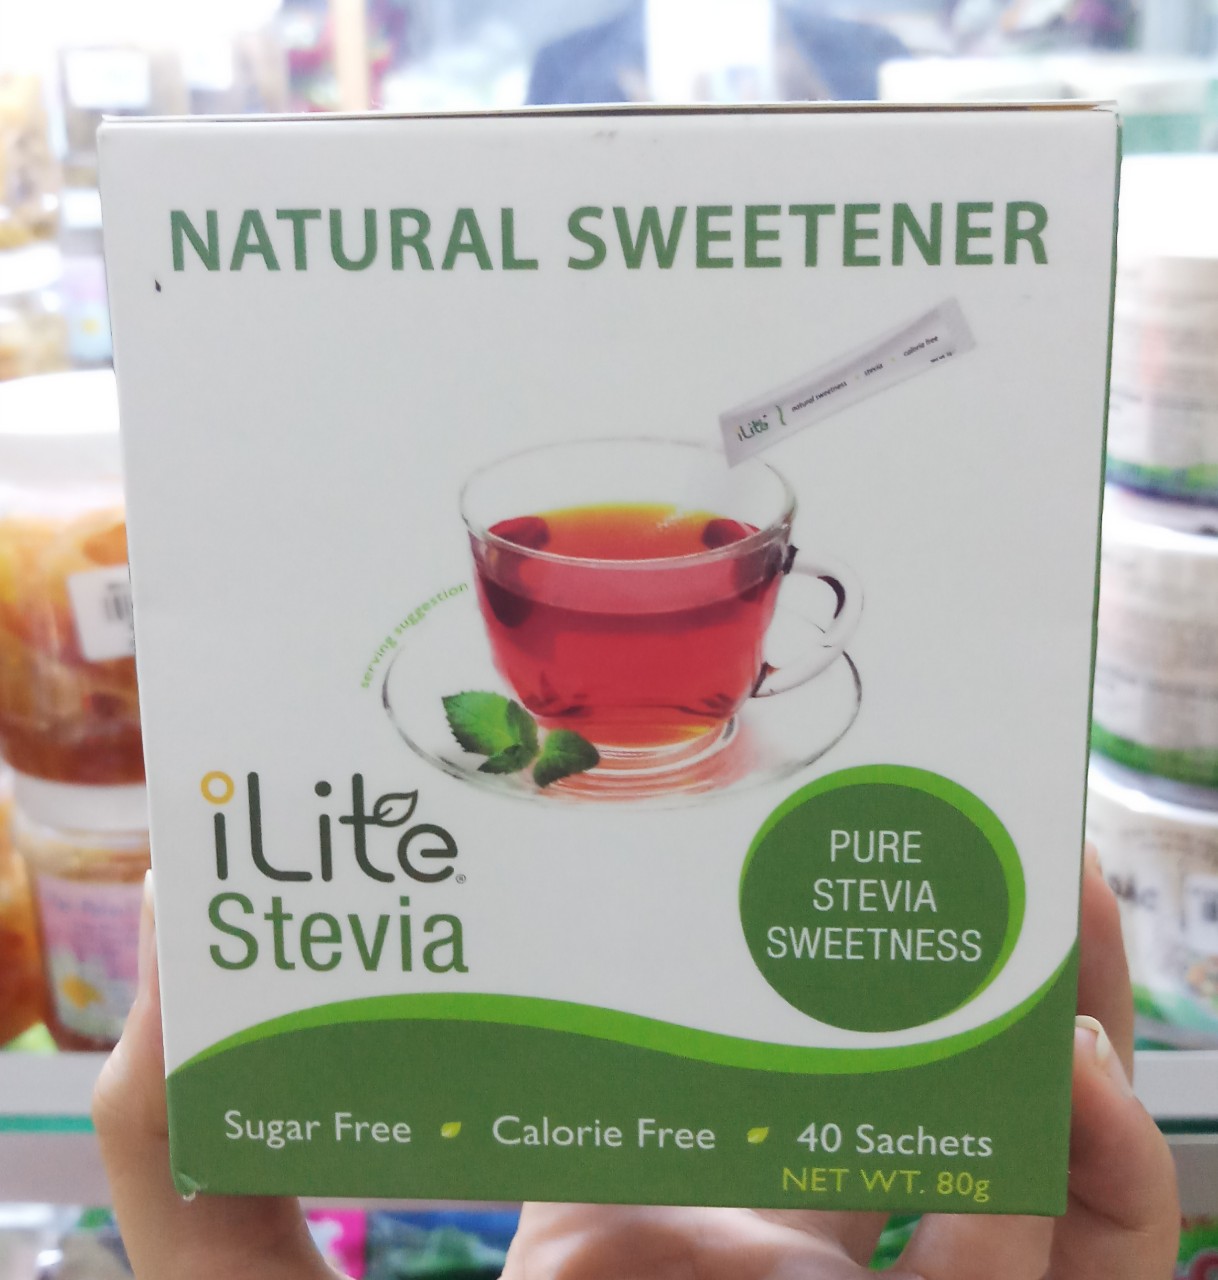 NATURAL SWEETENER
iLite
natural sweetness
stevia
calorie free
serving suggestion
iLite®
Stevia
PURE
STEVIA
SWEETNESS
Sugar Free
Calorie Free
40 Sachets
NET WT. 80g